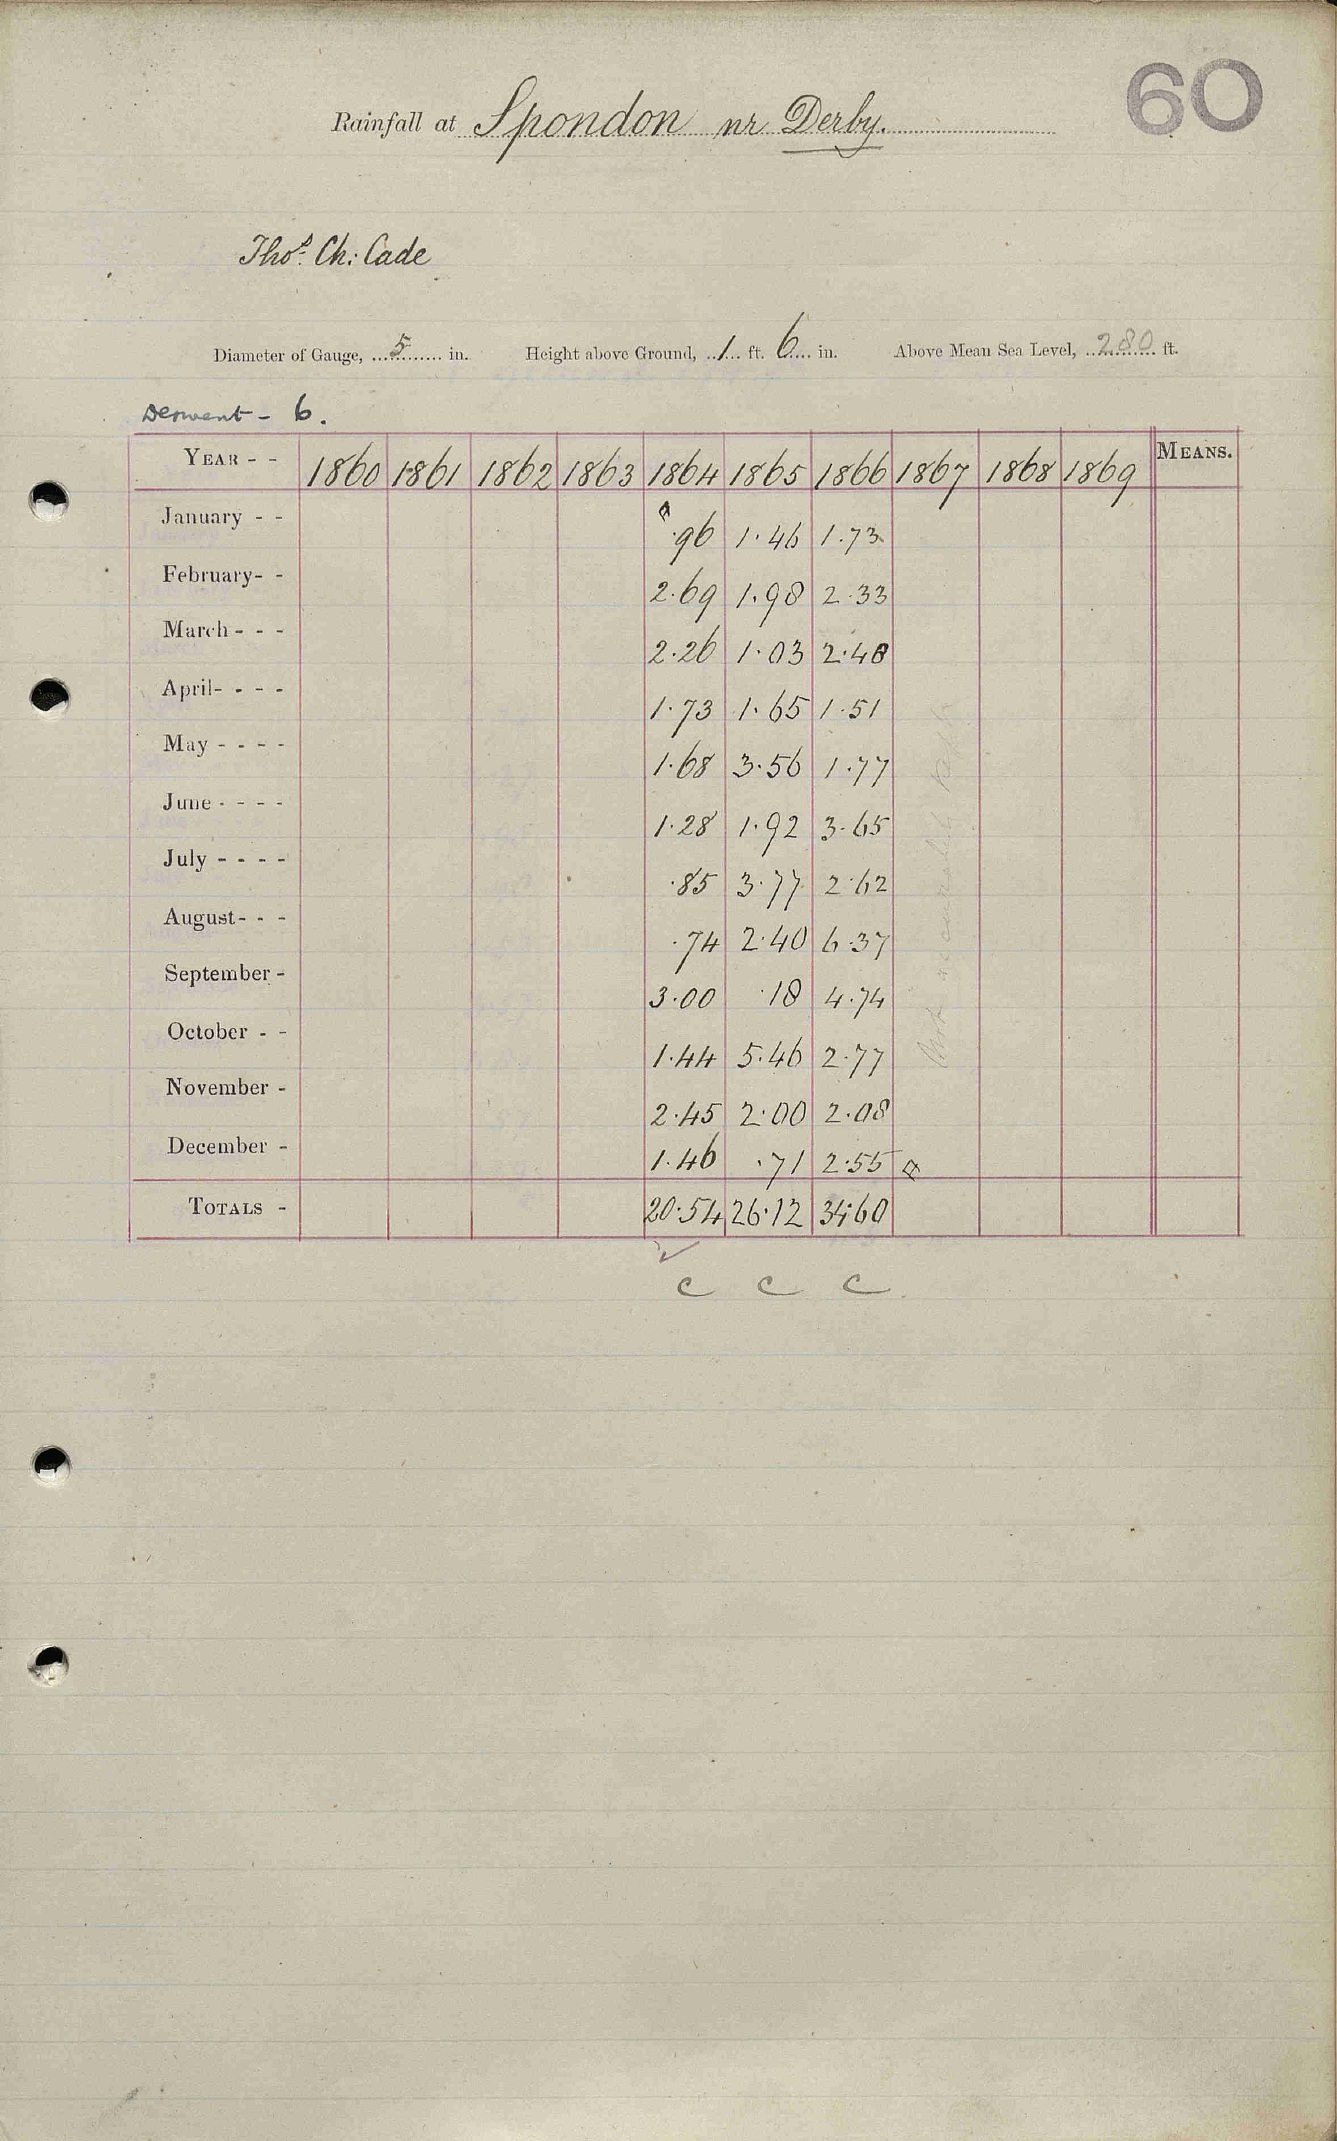 60
Rainfall at Spondon nr Derby.
Thos. Ch: Cade
Diameter of Gauge, 5 in. Height above Ground, 1 ft. 6 in. Above Mean Sea Level, 280 ft.
Derwent - 6.
YEAR - - 1860 1861 1862 1863 1864 1865 1866 1867 1868 1869 MEANS.
January - - .96 1.46 1.73
February- - 2.69 1.98 2.33
March - - - 2.26 1.03 2.48
April- - - - 1.73 1.65 1.51
May - - - - 1.68 3.56 1.77
June - - - - 1.28 1.92 3.65
July - - - - .85 3.77 2.62
August- - - .74 2.40 6.37
September - 3.00 .18 4.74
October - - 1.44 5.46 2.77
November - 2.45 2.00 2.08
December - 1.46 .71 2.55
TOTALS - 20.54 26.12 34.60
C C C